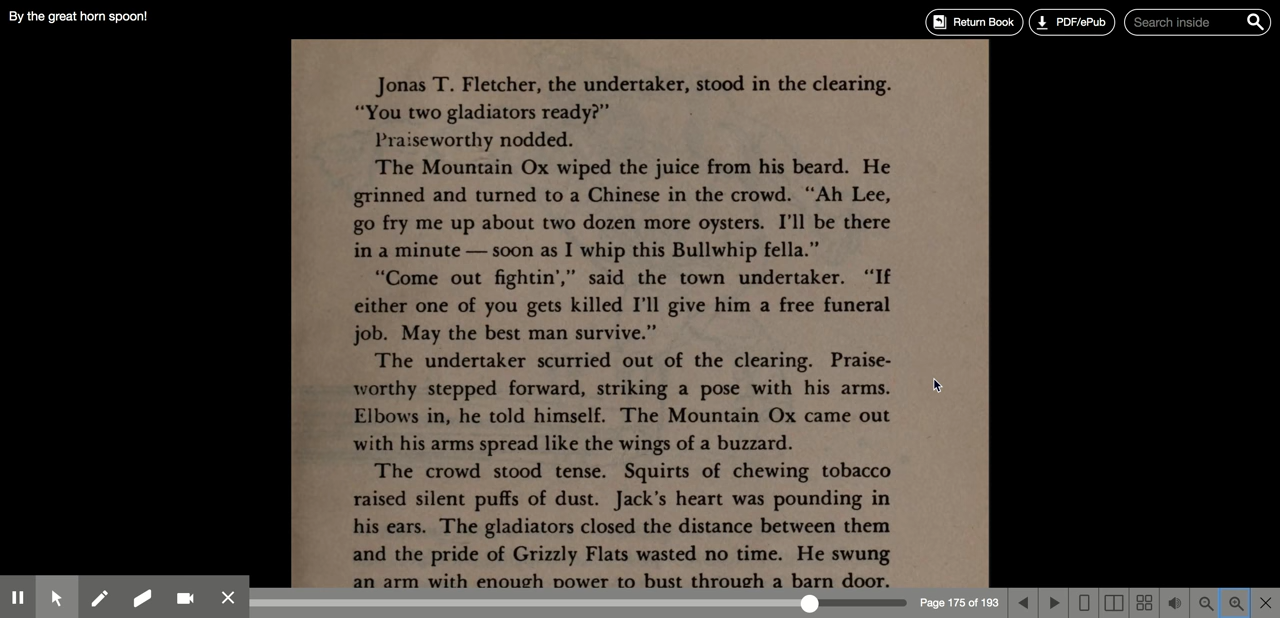 By the great horn spoon!
Return Book
PDF/ePub
Search inside
Jonas T. Fletcher, the undertaker, stood in the clearing.
“You two gladiators ready?”
Praiseworthy nodded.
The Mountain Ox wiped the juice from his beard. He
grinned and turned to a Chinese in the crowd. “Ah Lee,
go fry me up about two dozen more oysters. I'll be there
in a minute — soon as I whip this Bullwhip fella.”
“Come out fightin',” said the town undertaker. “If
either one of you gets killed I'll give him a free funeral
job. May the best man survive.”
The undertaker scurried out of the clearing. Praise-
worthy stepped forward, striking a pose with his arms.
Elbows in, he told himself. The Mountain Ox came out
with his arms spread like the wings of a buzzard.
The crowd stood tense. Squirts of chewing tobacco
raised silent puffs of dust. Jack's heart was pounding in
his ears. The gladiators closed the distance between them
and the pride of Grizzly Flats wasted no time. He swung
an arm with enough power to bust through a barn door.
Page 175 of 193